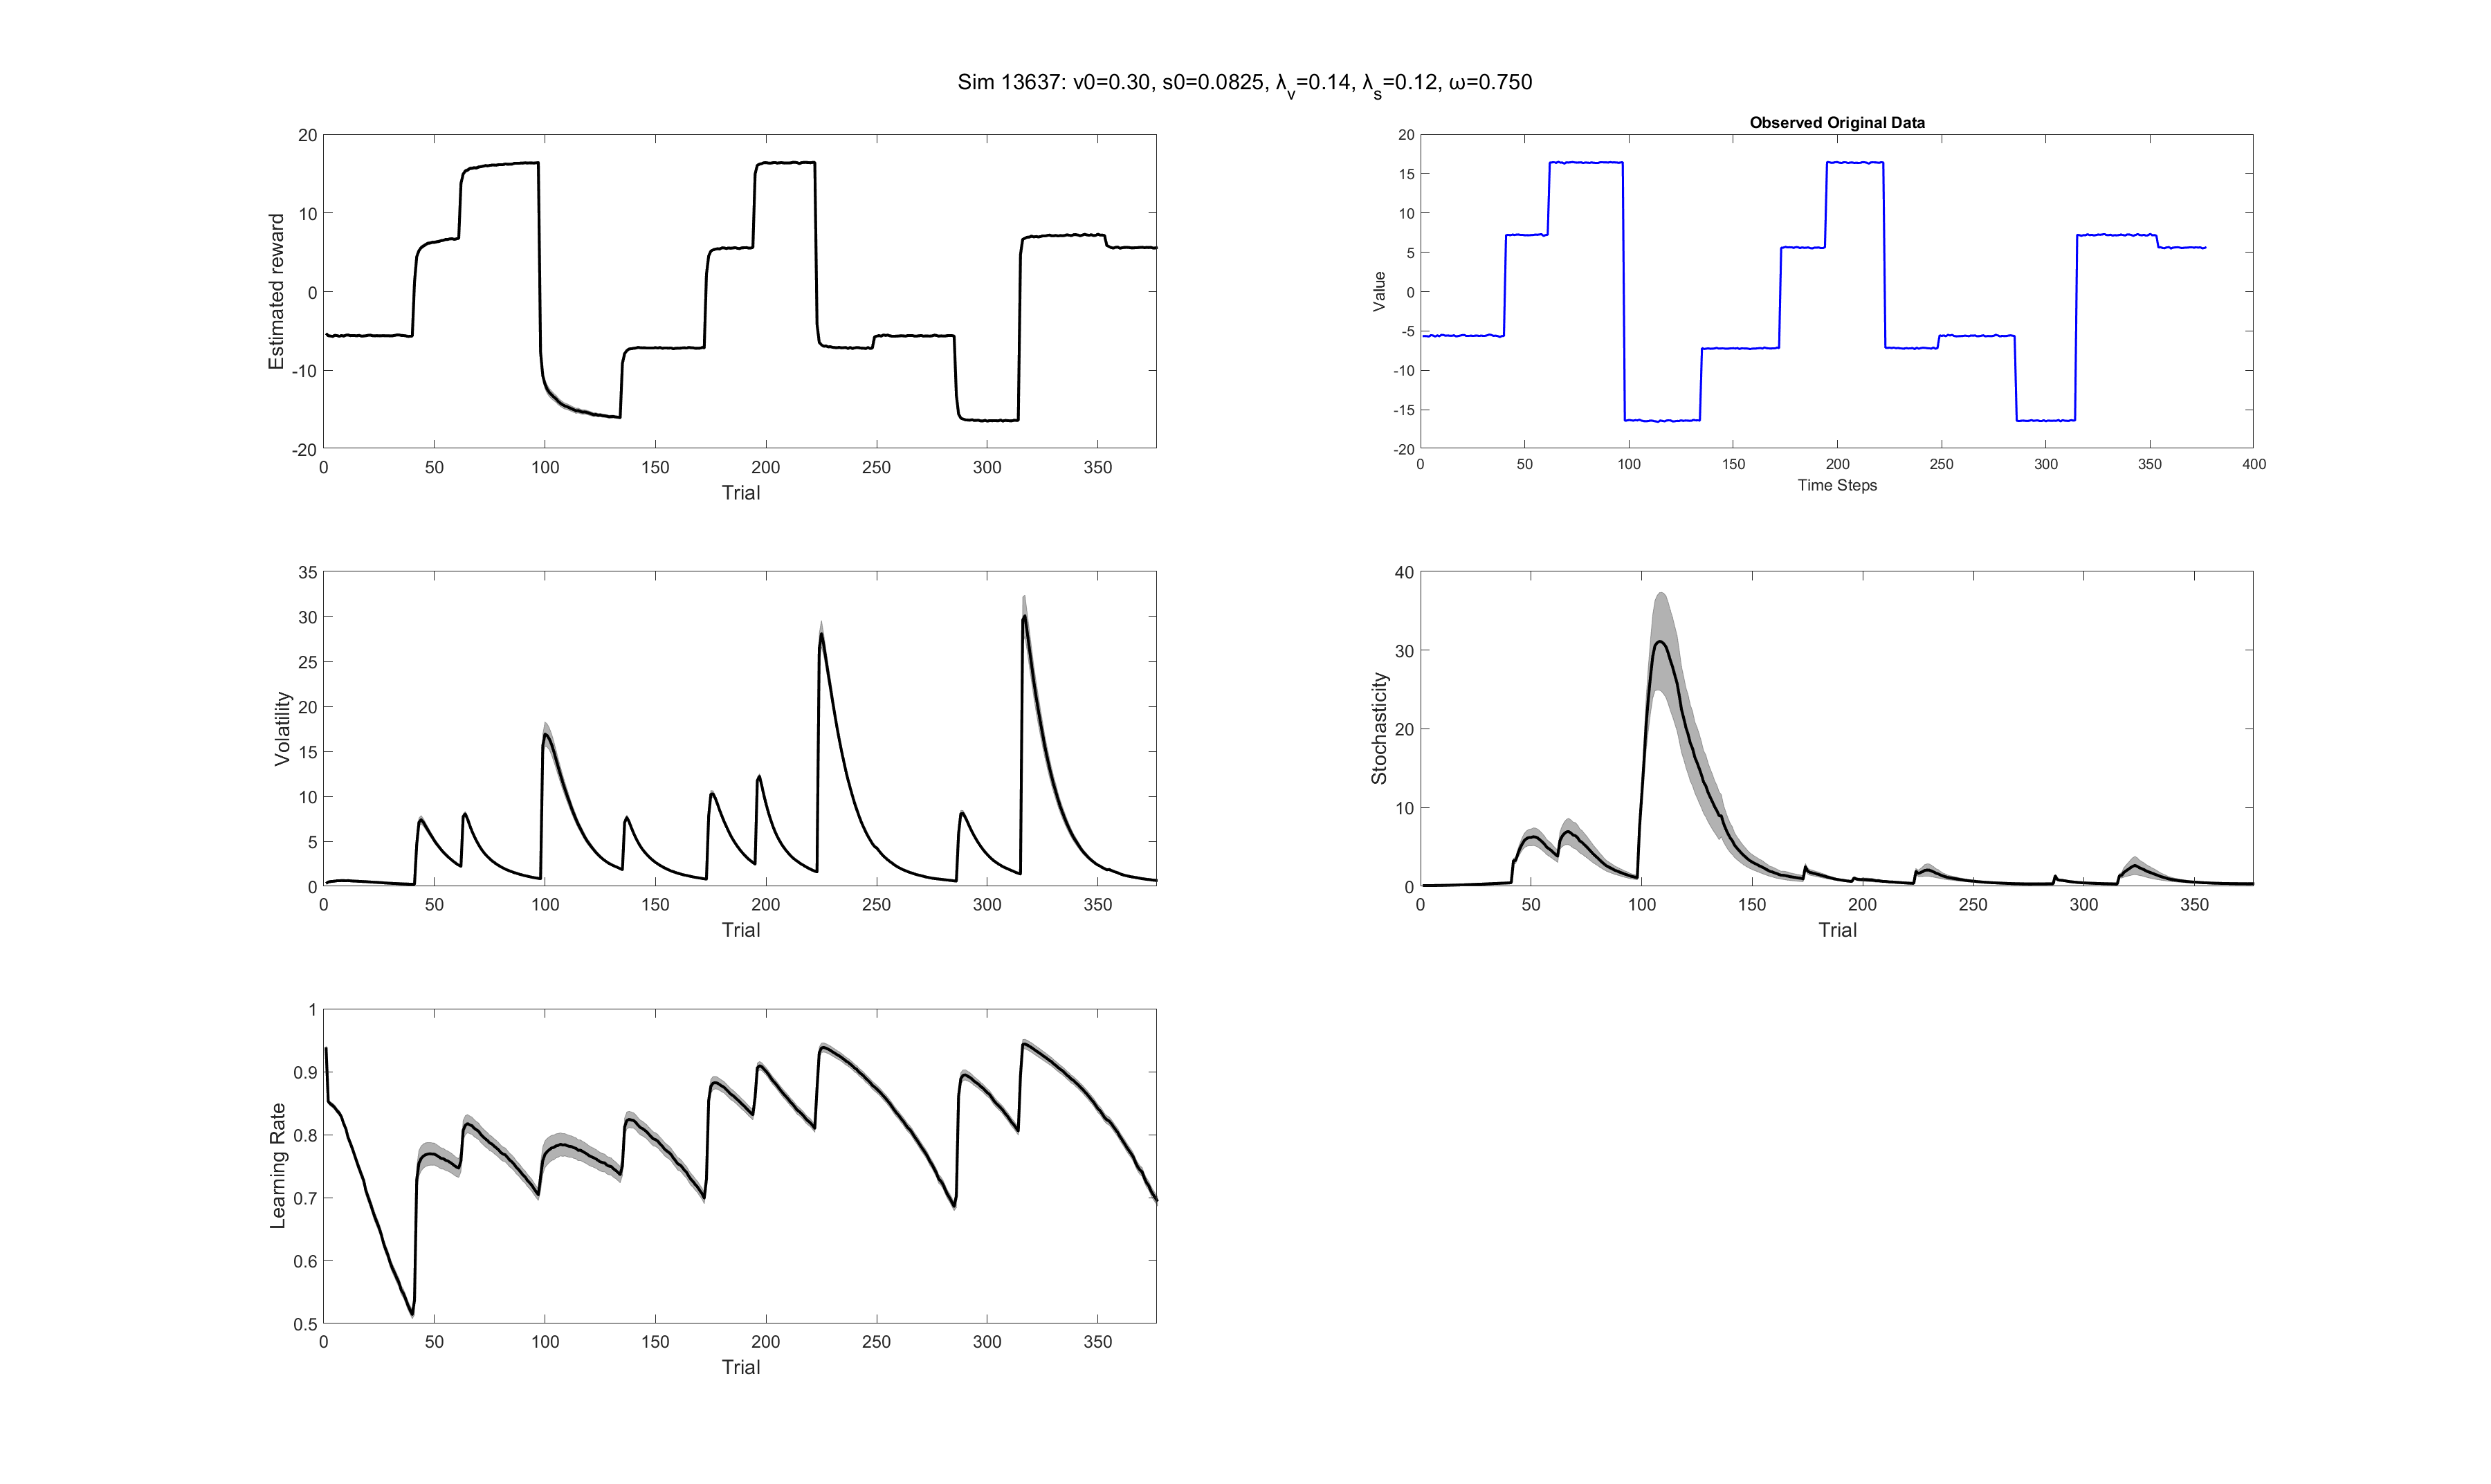 Sim 13637: v0=0.30, s0=0.0825, λv=0.14, λs=0.12, ω=0.750
20
10
0
-10
-20
Estimated reward
0 50 100 150 200 250 300 350
Trial
Observed Original Data
20
15
10
5
0
-5
-10
-15
-20
Value
0 50 100 150 200 250 300 350 400
Time Steps
35
30
25
20
15
10
5
0
Volatility
0 50 100 150 200 250 300 350
Trial
40
30
20
10
0
Stochasticity
0 50 100 150 200 250 300 350
Trial
1
0.9
0.8
0.7
0.6
0.5
Learning Rate
0 50 100 150 200 250 300 350
Trial